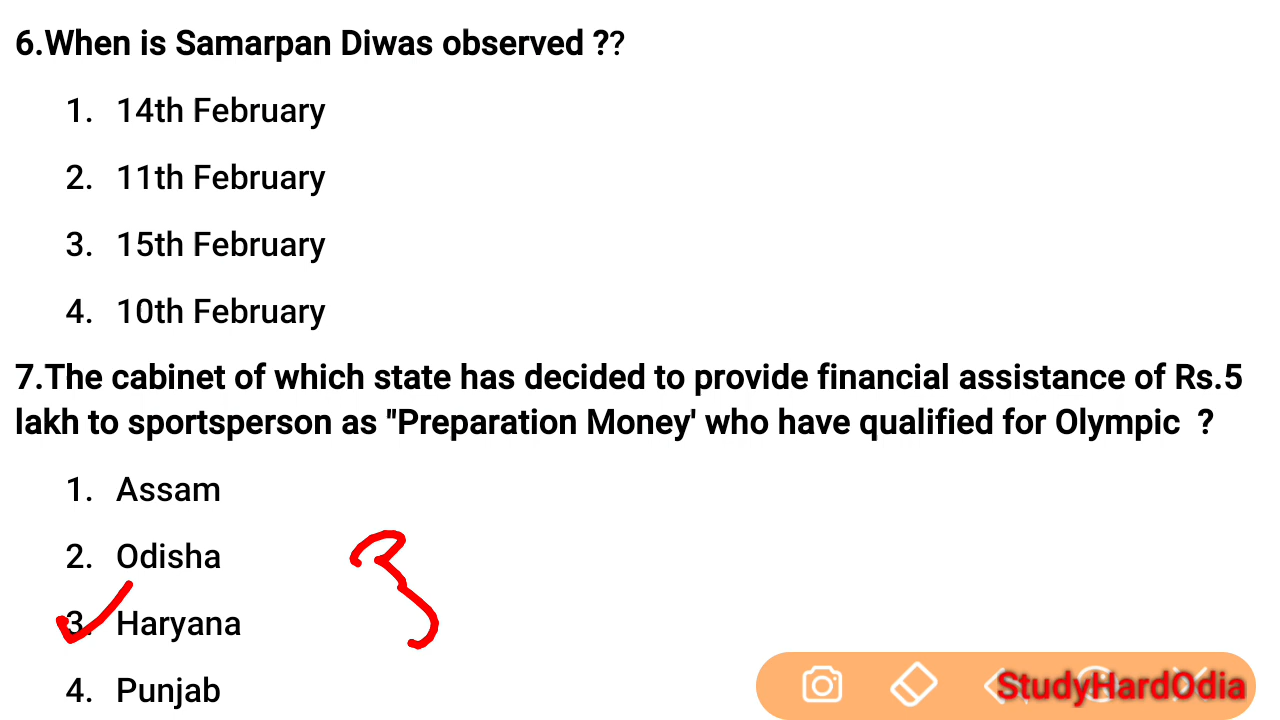 6.When is Samarpan Diwas observed ??
1. 14th February
2. 11th February
3. 15th February
4. 10th February
7.The cabinet of which state has decided to provide financial assistance of Rs.5
lakh to sportsperson as "Preparation Money' who have qualified for Olympic ?
1. Assam
2. Odisha
3
3. Haryana
4. Punjab
StudyHardOdia